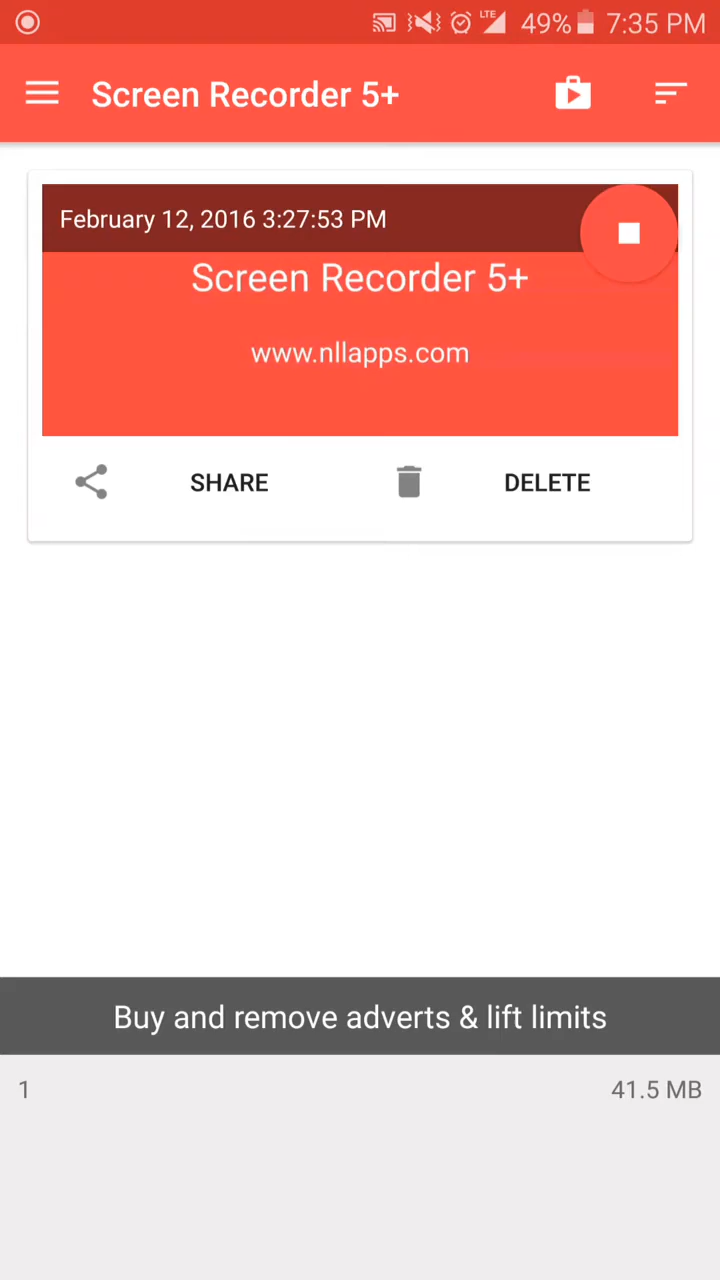 LTE 49% 7:35 PM
Screen Recorder 5+
February 12, 2016 3:27:53 PM
Screen Recorder 5+
www.nllapps.com
SHARE DELETE
Buy and remove adverts & lift limits
1 41.5 MB